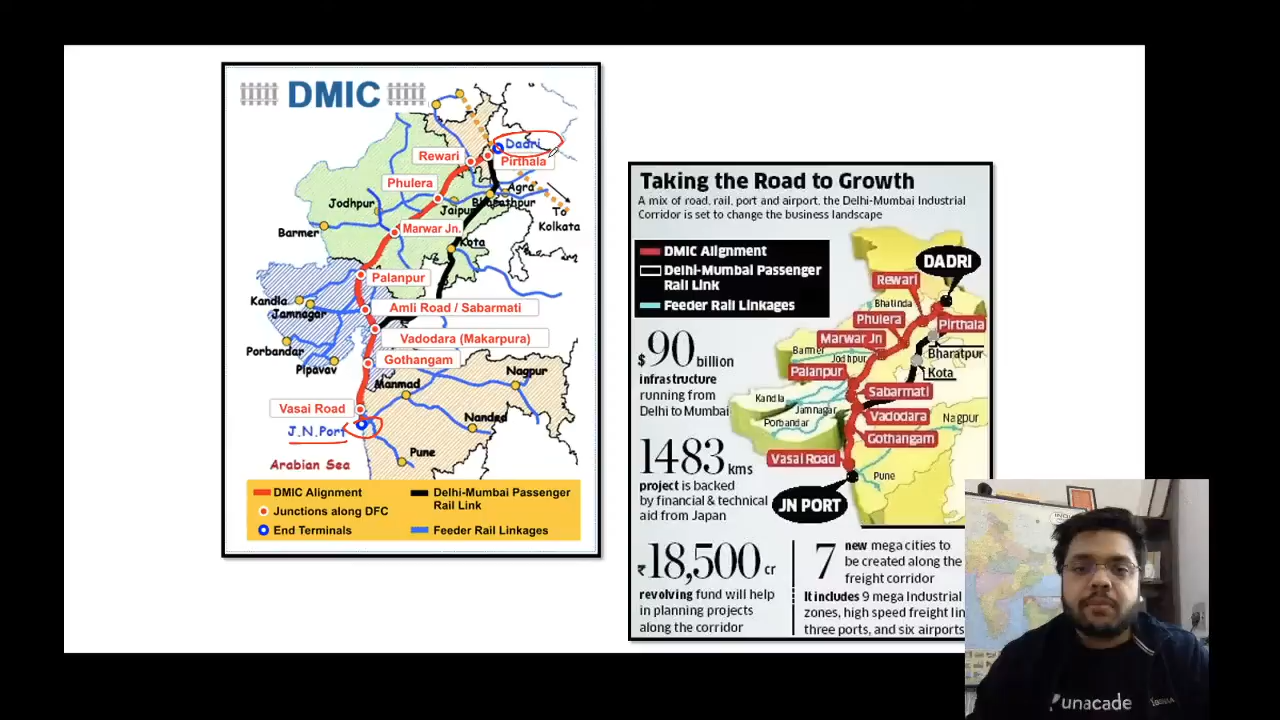 DMIC
Dadri
Rewari
Pirthala
Phulera
Agra
Jodhpur
Jaipur
Bharathpur
To
Kolkata
Barmer
Marwar Jn.
Kota
Palanpur
Kandla
Jamnagar
Amli Road / Sabarmati
Vadodara (Makarpura)
Porbandar
Pipavav
Gothangam
Manmad
Nagpur
Vasai Road
Nanded
J.N.Port
Pune
Arabian Sea
DMIC Alignment
Junctions along DFC
End Terminals
Delhi-Mumbai Passenger
Rail Link
Feeder Rail Linkages
Taking the Road to Growth
A mix of road, rail, port and airport, the Delhi-Mumbai Industrial
Corridor is set to change the business landscape
DMIC Alignment
Delhi-Mumbai Passenger
Rail Link
Feeder Rail Linkages
DADRI
Rewari
Bhatinda
Phulera
Pirthala
Marwar Jn
Barmer
Jodhpur
Bharatpur
Palanpur
Kota
Kandla
Sabarmati
Jamnagar
Vadodara
Porbandar
Nagpur
Gothangam
Vasai Road
Pune
JN PORT
$90 billion
infrastructure
running from
Delhi to Mumbai
1483 kms
project is backed
by financial & technical
aid from Japan
₹18,500 cr
revolving fund will help
in planning projects
along the corridor
7 new mega cities to
be created along the
freight corridor
It includes 9 mega Industrial
zones, high speed freight lin
three ports, and six airports
unacade